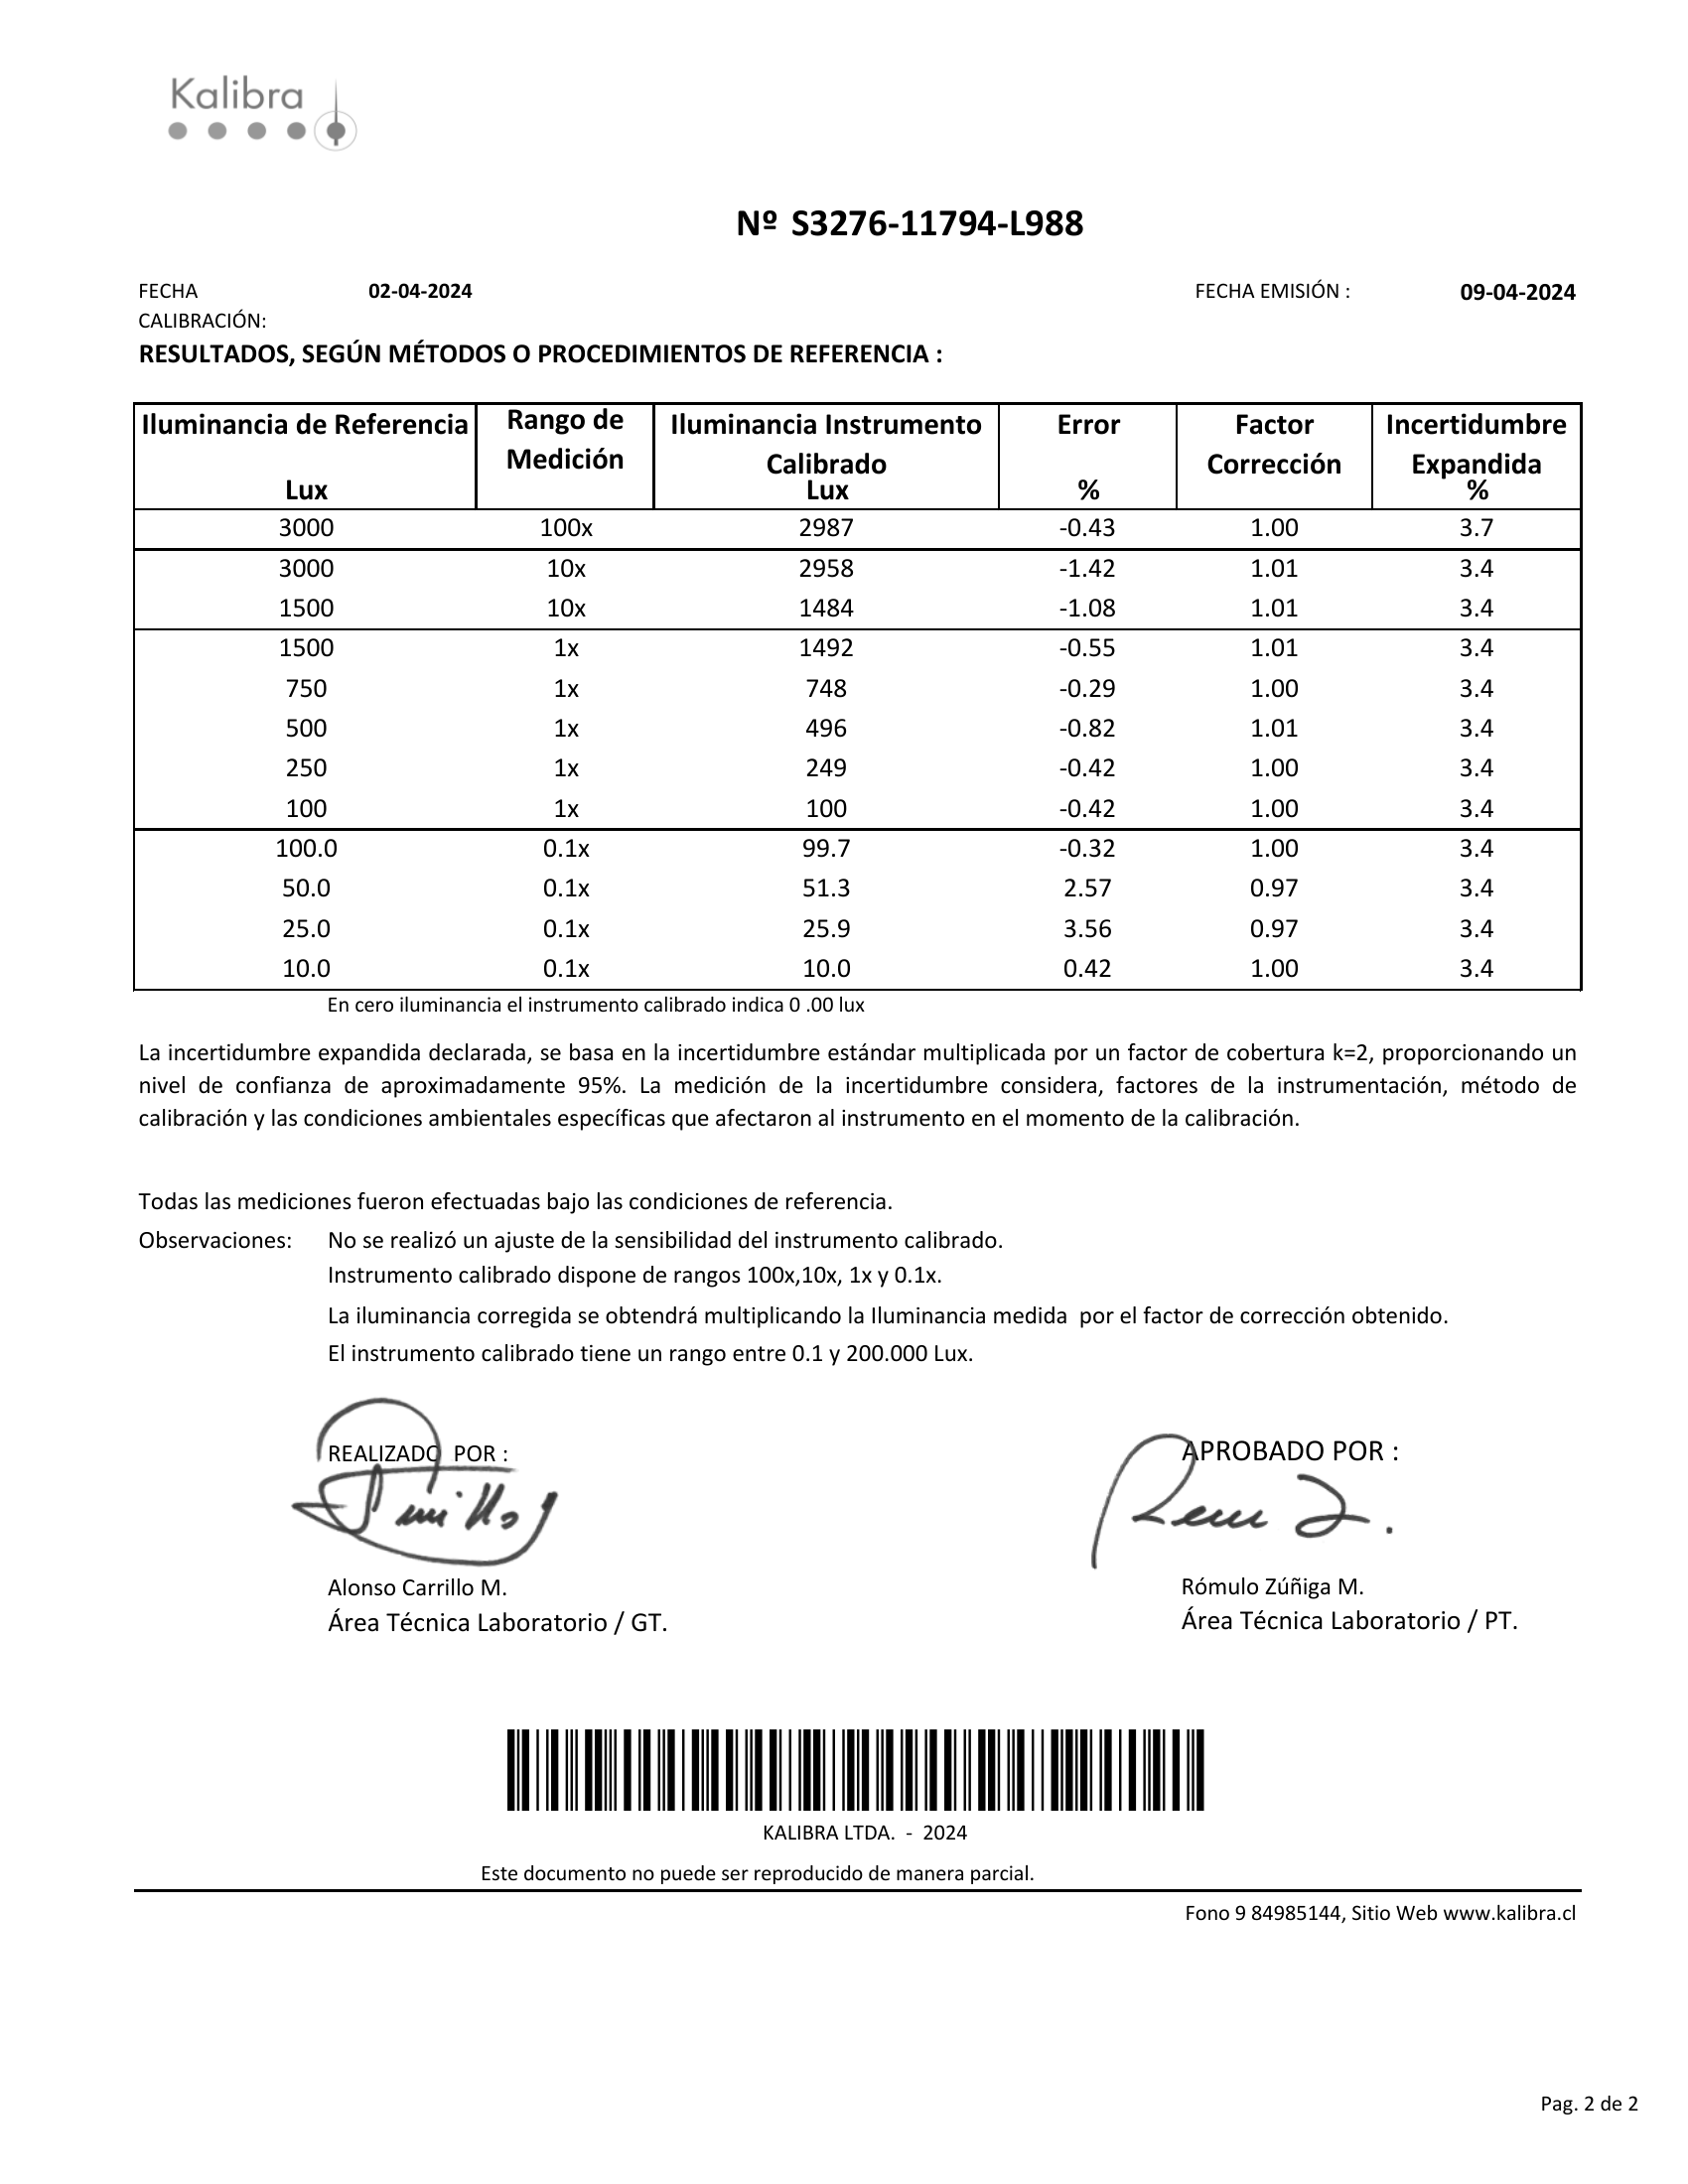 Kalibra
Nº S3276-11794-L988
FECHA CALIBRACIÓN: 02-04-2024 FECHA EMISIÓN : 09-04-2024
RESULTADOS, SEGÚN MÉTODOS O PROCEDIMIENTOS DE REFERENCIA :
Iluminancia de Referencia Lux Rango de Medición Iluminancia Instrumento Calibrado Lux Error % Factor Corrección Incertidumbre Expandida %
3000 100x 2987 -0.43 1.00 3.7
3000 10x 2958 -1.42 1.01 3.4
1500 10x 1484 -1.08 1.01 3.4
1500 1x 1492 -0.55 1.01 3.4
750 1x 748 -0.29 1.00 3.4
500 1x 496 -0.82 1.01 3.4
250 1x 249 -0.42 1.00 3.4
100 1x 100 -0.42 1.00 3.4
100.0 0.1x 99.7 -0.32 1.00 3.4
50.0 0.1x 51.3 2.57 0.97 3.4
25.0 0.1x 25.9 3.56 0.97 3.4
10.0 0.1x 10.0 0.42 1.00 3.4
En cero iluminancia el instrumento calibrado indica 0 .00 lux
La incertidumbre expandida declarada, se basa en la incertidumbre estándar multiplicada por un factor de cobertura k=2, proporcionando un
nivel de confianza de aproximadamente 95%. La medición de la incertidumbre considera, factores de la instrumentación, método de
calibración y las condiciones ambientales específicas que afectaron al instrumento en el momento de la calibración.
Todas las mediciones fueron efectuadas bajo las condiciones de referencia.
Observaciones: No se realizó un ajuste de la sensibilidad del instrumento calibrado.
Instrumento calibrado dispone de rangos 100x,10x, 1x y 0.1x.
La iluminancia corregida se obtendrá multiplicando la Iluminancia medida por el factor de corrección obtenido.
El instrumento calibrado tiene un rango entre 0.1 y 200.000 Lux.
REALIZADO POR : APROBADO POR :
Alonso Carrillo M. Rómulo Zúñiga M.
Área Técnica Laboratorio / GT. Área Técnica Laboratorio / PT.
KALIBRA LTDA. - 2024
Este documento no puede ser reproducido de manera parcial.
Fono 9 84985144, Sitio Web www.kalibra.cl
Pag. 2 de 2